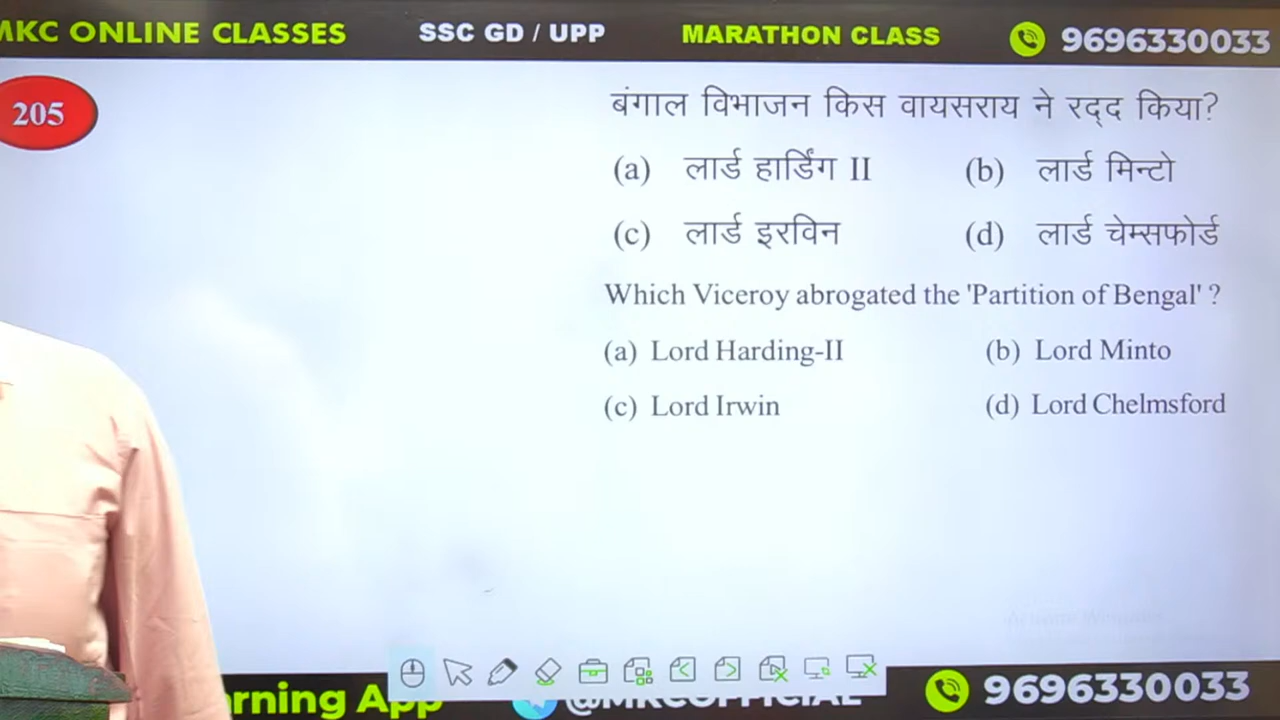 MKC ONLINE CLASSES SSC GD / UPP MARATHON CLASS 9696330033
205
बंगाल विभाजन किस वायसराय ने रद्द किया?
(a) लार्ड हार्डिंग II (b) लार्ड मिन्टो
(c) लार्ड इरविन (d) लार्ड चेम्सफोर्ड
Which Viceroy abrogated the 'Partition of Bengal' ?
(a) Lord Harding-II (b) Lord Minto
(c) Lord Irwin (d) Lord Chelmsford
rning App @MKCOFFICIAL 9696330033